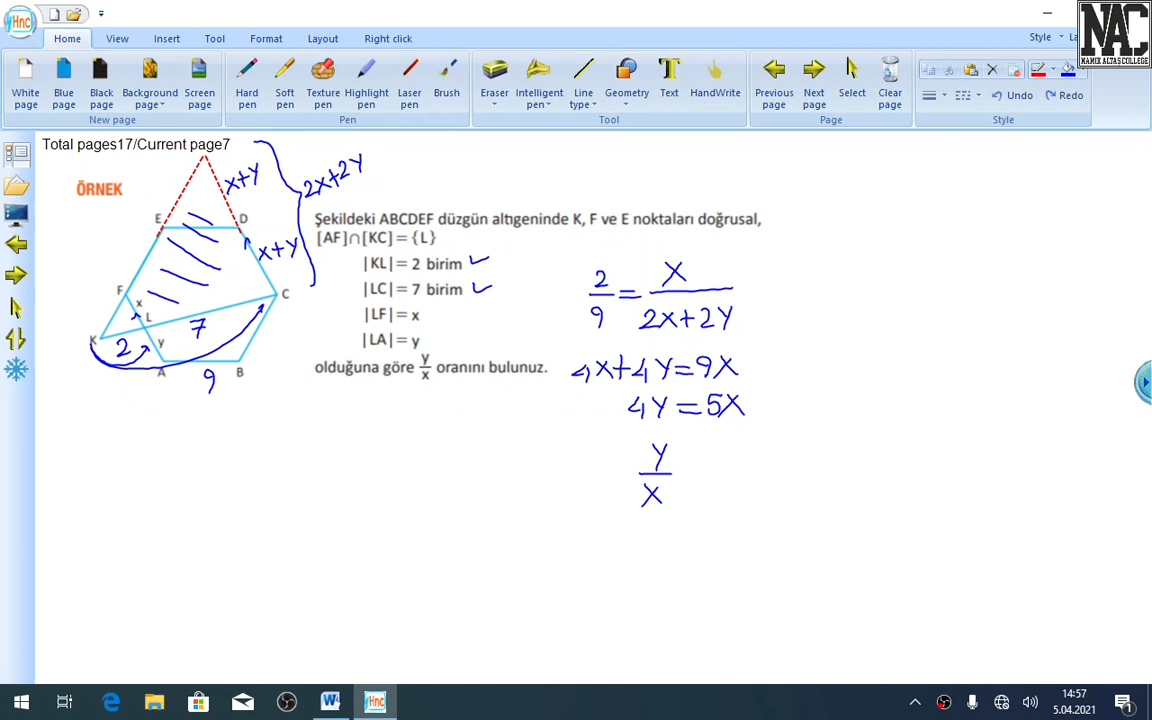 Home View Insert Tool Format Layout Right click Style
NAC
NAMIK ALTAS COLLEGE
White page Blue page Black page Background page Screen page
New page
Hard pen Soft pen Texture pen Highlight pen Laser pen Brush
Pen
Eraser Intelligent pen Line type Geometry Text HandWrite
Tool
Previous page Next page Select Clear page
Page
Undo Redo
Style
Total pages17/Current page7
ÖRNEK
x+y
2x+2y
E D
x+y
F x
C
L
K 2 7
y
A B
9
Şekildeki ABCDEF düzgün altıgeninde K, F ve E noktaları doğrusal,
[AF]∩[KC] = {L}
|KL| = 2 birim ✓
|LC| = 7 birim ✓
|LF| = x
|LA| = y
olduğuna göre y/x oranını bulunuz.
2/9 = x/2x+2y
4x+4y=9x
4y=5x
y/x
Hnc
14:57
5.04.2021